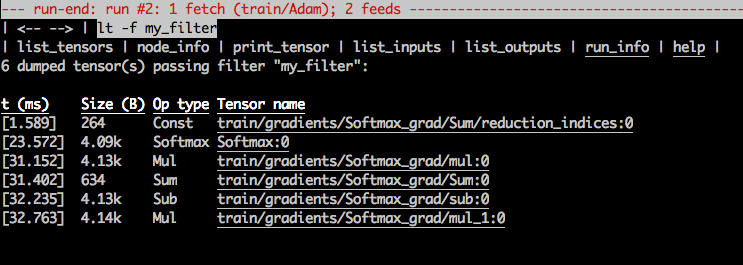 --- run-end: run #2: 1 fetch (train/Adam); 2 feeds ---
| <-- --> | lt -f my_filter
| list_tensors | node_info | print_tensor | list_inputs | list_outputs | run_info | help |
6 dumped tensor(s) passing filter "my_filter":
t (ms) Size (B) Op type Tensor name
[1.589] 264 Const train/gradients/Softmax_grad/Sum/reduction_indices:0
[23.572] 4.09k Softmax Softmax:0
[31.152] 4.13k Mul train/gradients/Softmax_grad/mul:0
[31.402] 634 Sum train/gradients/Softmax_grad/Sum:0
[32.235] 4.13k Sub train/gradients/Softmax_grad/sub:0
[32.763] 4.14k Mul train/gradients/Softmax_grad/mul_1:0